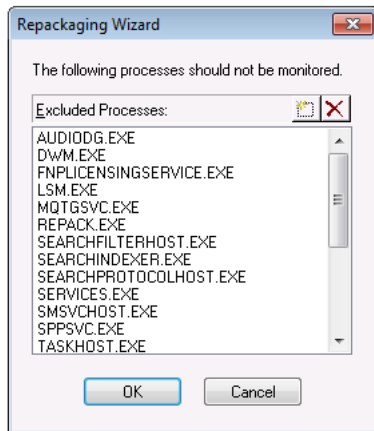 Repackaging Wizard
The following processes should not be monitored.
Excluded Processes:
AUDIODG.EXE
DWM.EXE
FNPLICENSINGSERVICE.EXE
LSM.EXE
MQTGSVC.EXE
REPACK.EXE
SEARCHFILTERHOST.EXE
SEARCHINDEXER.EXE
SEARCHPROTOCOLHOST.EXE
SERVICES.EXE
SMSVCHOST.EXE
SPPSVC.EXE
TASKHOST.EXE
OK Cancel